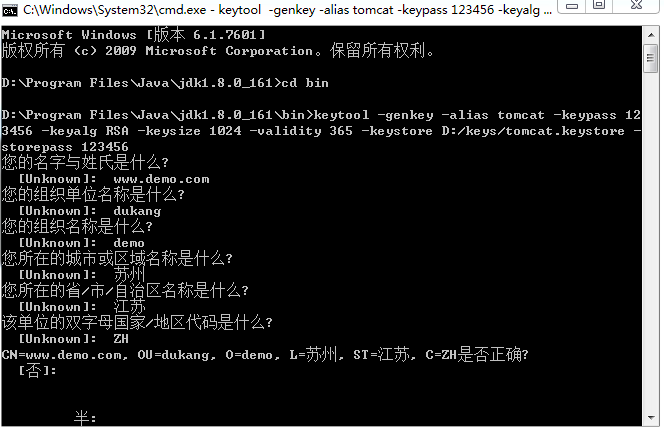 C:\Windows\System32\cmd.exe - keytool  -genkey -alias tomcat -keypass 123456 -keyalg ...
Microsoft Windows [版本 6.1.7601]
版权所有 (c) 2009 Microsoft Corporation。保留所有权利。
D:\Program Files\Java\jdk1.8.0_161>cd bin
D:\Program Files\Java\jdk1.8.0_161\bin>keytool -genkey -alias tomcat -keypass 12
3456 -keyalg RSA -keysize 1024 -validity 365 -keystore D:/keys/tomcat.keystore -
storepass 123456
您的名字与姓氏是什么?
[Unknown]:  www.demo.com
您的组织单位名称是什么?
[Unknown]:  dukang
您的组织名称是什么?
[Unknown]:  demo
您所在的城市或区域名称是什么?
[Unknown]:  苏州
您所在的省/市/自治区名称是什么?
[Unknown]:  江苏
该单位的双字母国家/地区代码是什么?
[Unknown]:  ZH
CN=www.demo.com, OU=dukang, O=demo, L=苏州, ST=江苏, C=ZH是否正确?
[否]:
半: